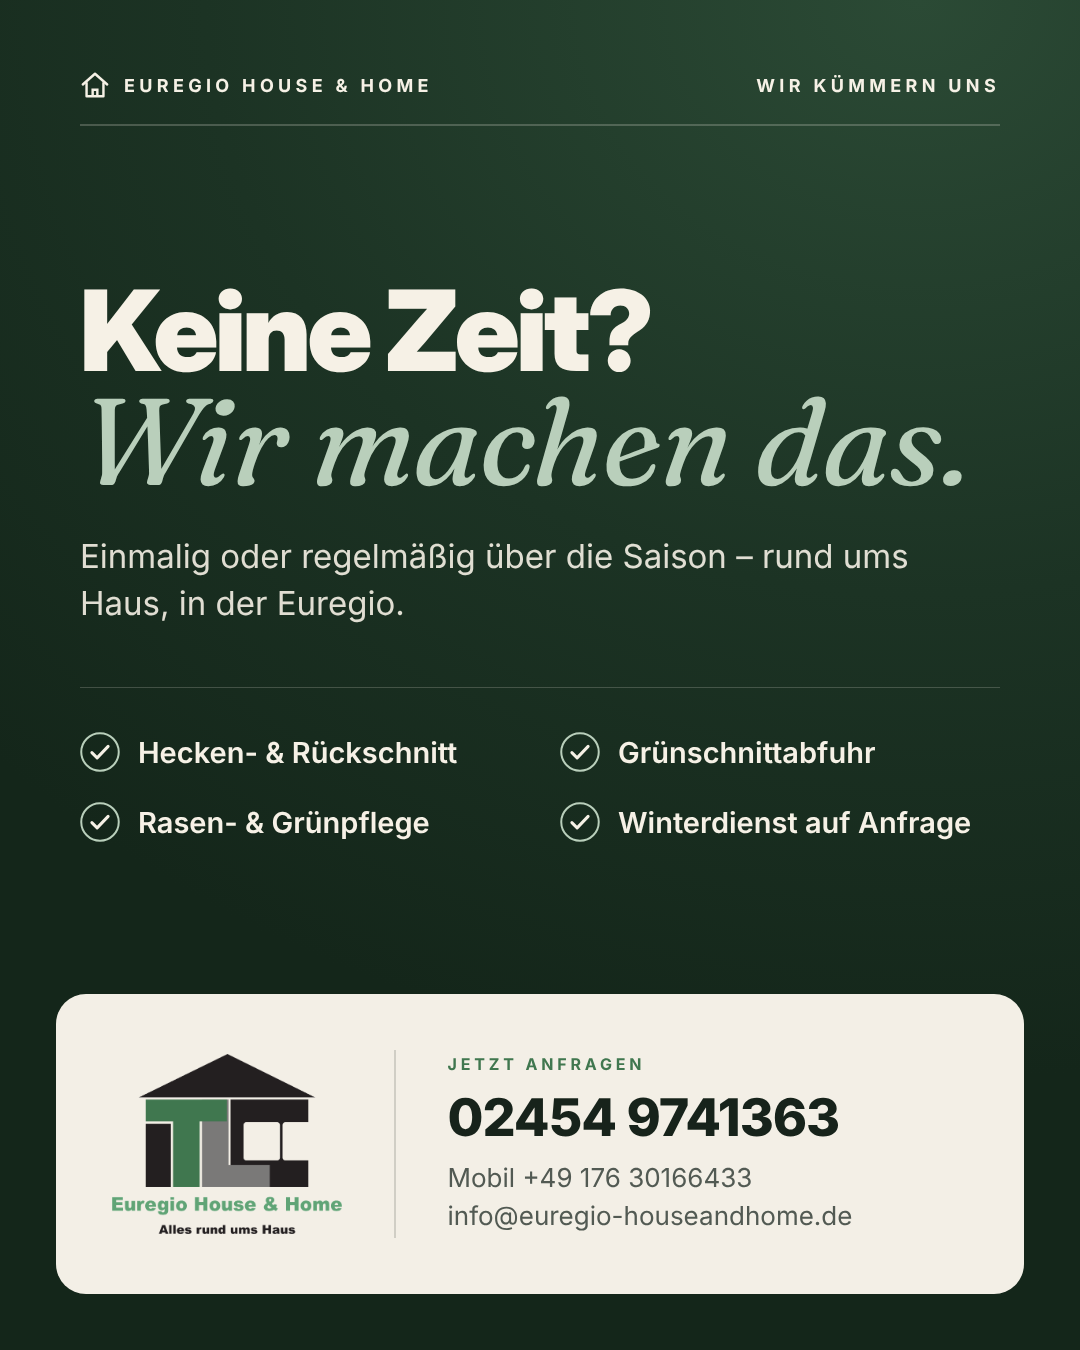 EUREGIO HOUSE & HOME
WIR KÜMMERN UNS
Keine Zeit?
Wir machen das.
Einmalig oder regelmäßig über die Saison – rund ums
Haus, in der Euregio.
Hecken- & Rückschnitt
Grünschnittabfuhr
Rasen- & Grünpflege
Winterdienst auf Anfrage
TLC
Euregio House & Home
Alles rund ums Haus
JETZT ANFRAGEN
02454 9741363
Mobil +49 176 30166433
info@euregio-houseandhome.de